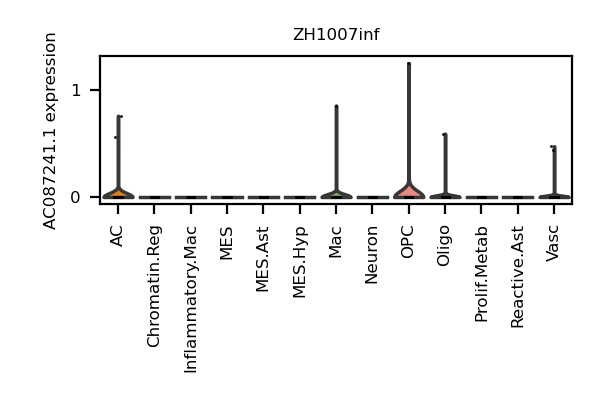 ZH1007inf
AC087241.1 expression
1
0
AC
Chromatin.Reg
Inflammatory.Mac
MES
MES.Ast
MES.Hyp
Mac
Neuron
OPC
Oligo
Prolif.Metab
Reactive.Ast
Vasc